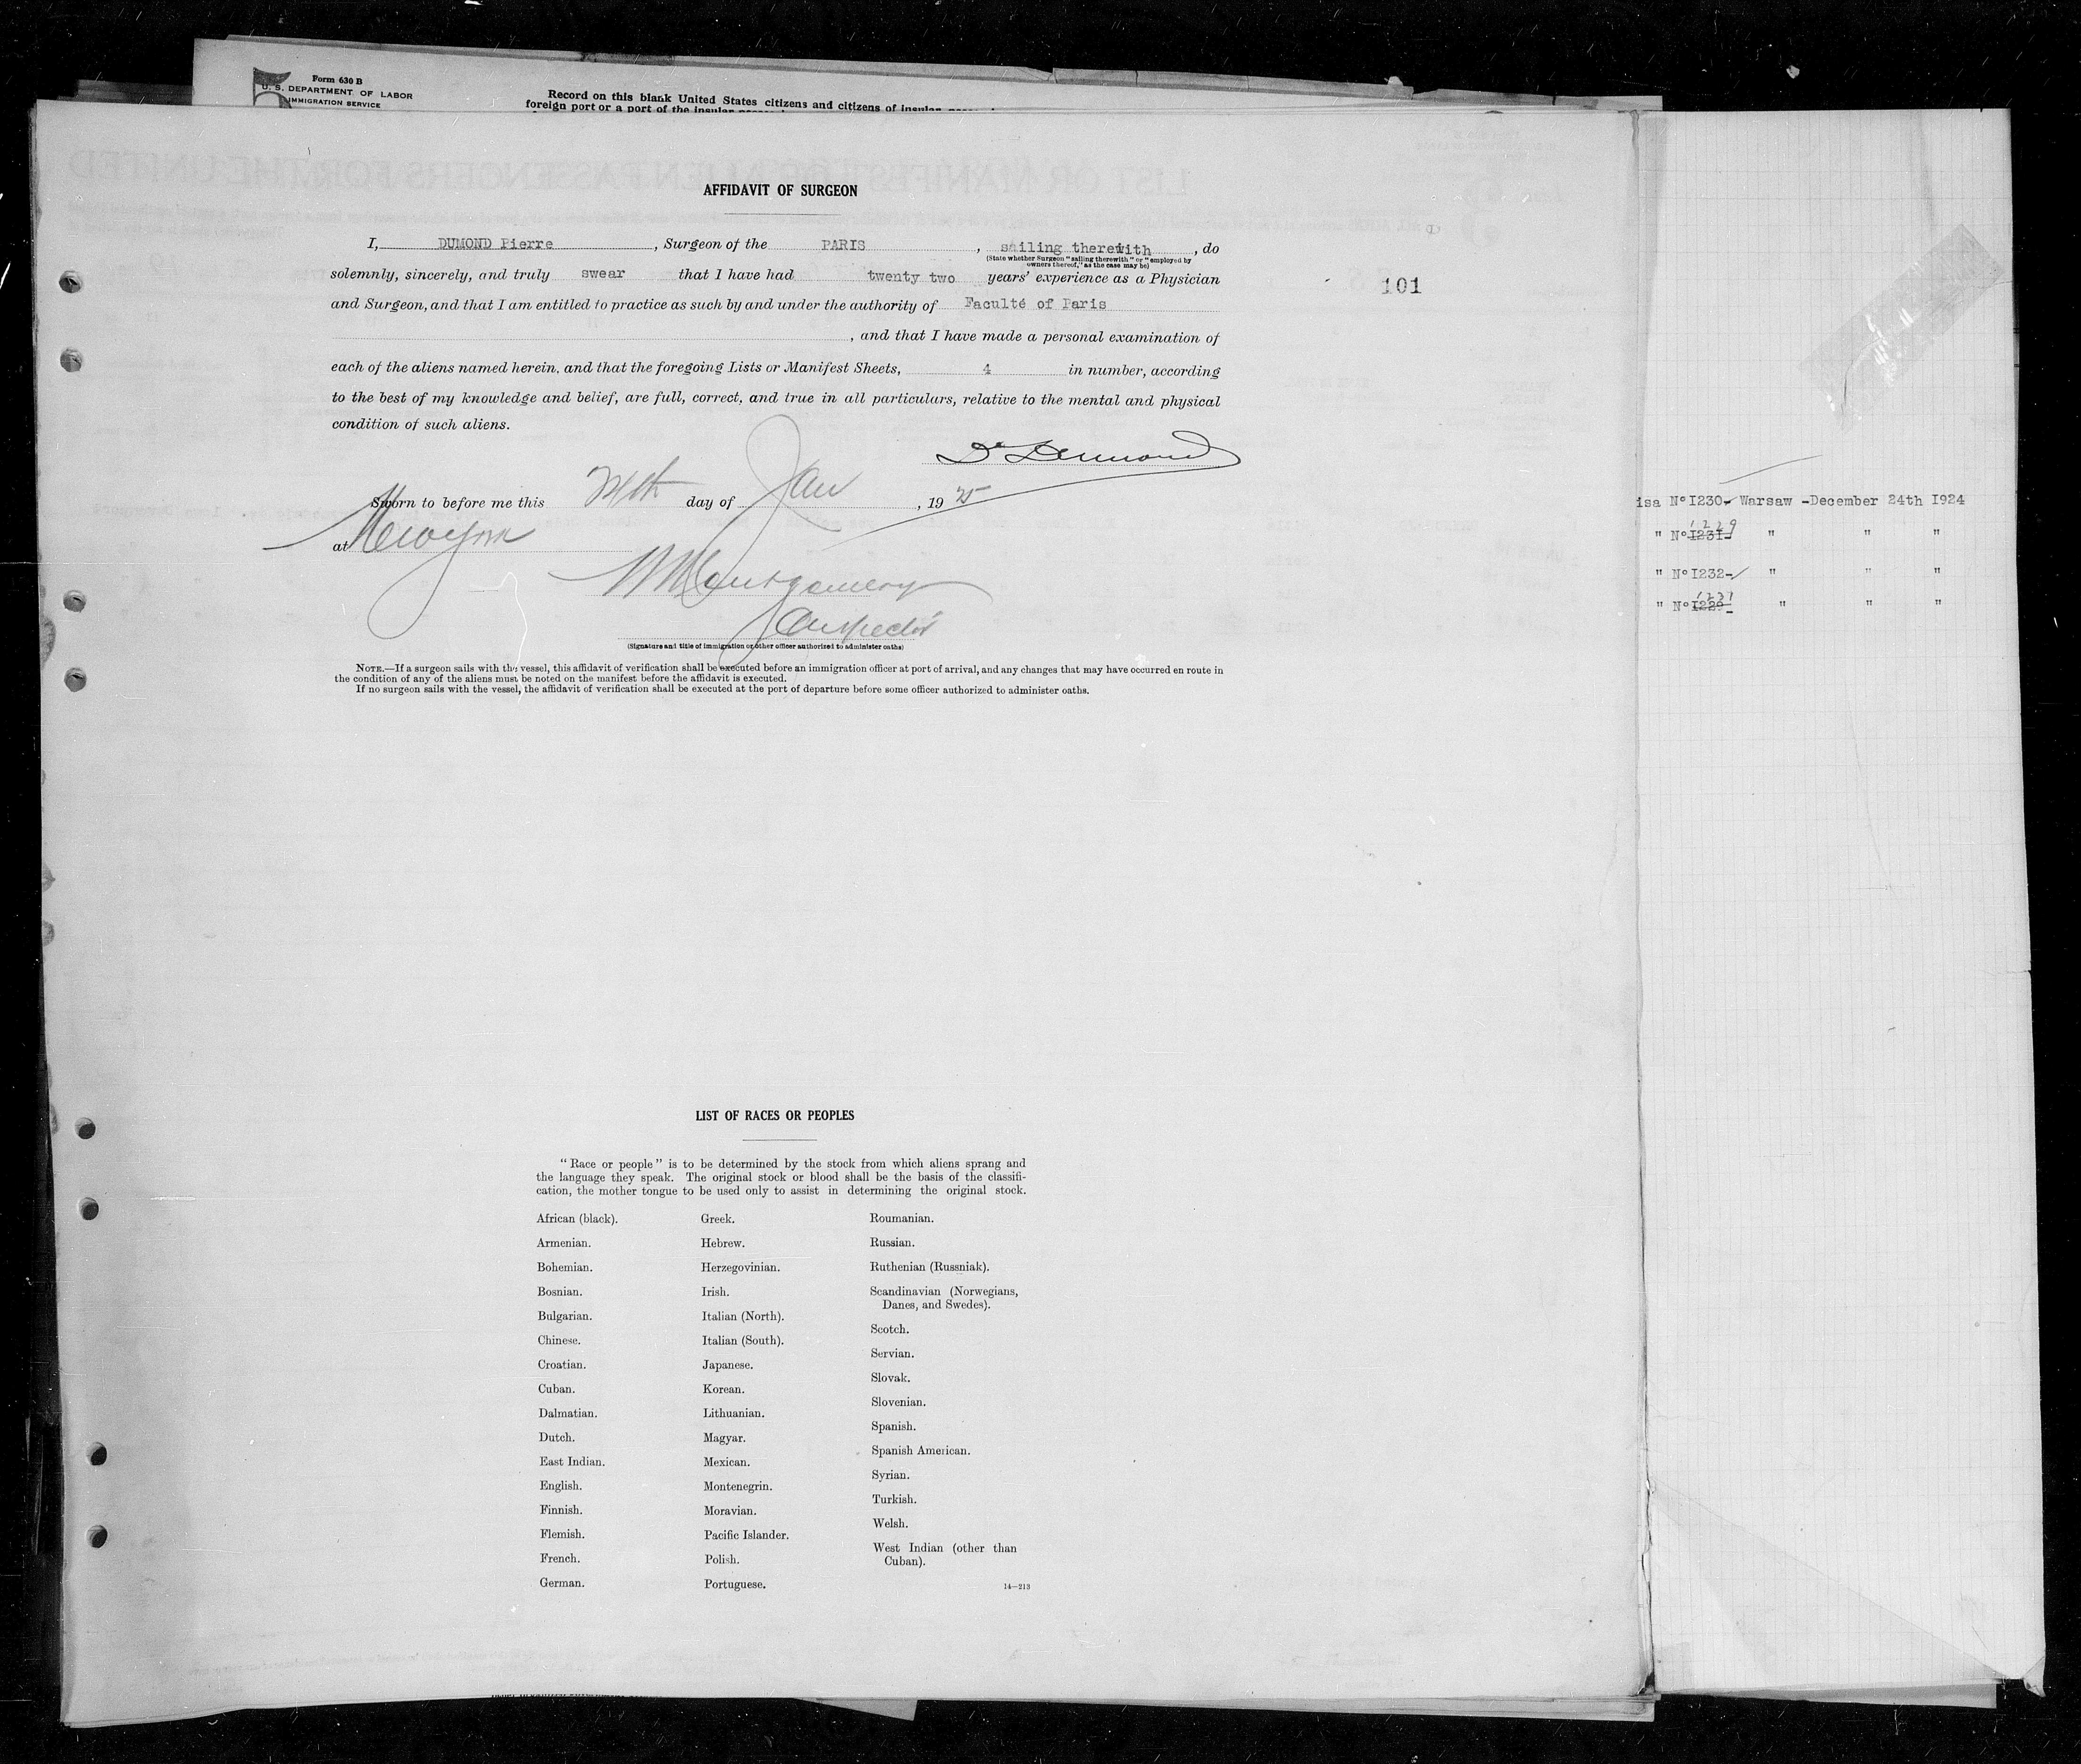 Form 630 B
U. S. DEPARTMENT OF LABOR
IMMIGRATION SERVICE
Record on this blank United States citizens and citizens of insular
foreign port or a port of the insular
AFFIDAVIT OF SURGEON
I, DUMOND Pierre, Surgeon of the PARIS, sailing therewith, do
(State whether Surgeon "sailing therewith" or "employed by
owners thereof," as the case may be)
solemnly, sincerely, and truly swear that I have had twenty two years' experience as a Physician
101
and Surgeon, and that I am entitled to practice as such by and under the authority of Faculté of Paris
, and that I have made a personal examination of
each of the aliens named herein, and that the foregoing Lists or Manifest Sheets, 4 in number, according
to the best of my knowledge and belief, are full, correct, and true in all particulars, relative to the mental and physical
condition of such aliens.
Dr Dumond
Sworn to before me this day of Jan, 19 25
at New York
Montgomery
Inspector
(Signature and title of immigration or other officer authorized to administer oaths)
NOTE.—If a surgeon sails with the vessel, this affidavit of verification shall be executed before an immigration officer at port of arrival, and any changes that may have occurred en route in
the condition of any of the aliens must be noted on the manifest before the affidavit is executed.
If no surgeon sails with the vessel, the affidavit of verification shall be executed at the port of departure before some officer authorized to administer oaths.
isa N° I230- Warsaw -December 24th I924
1229
" N° I231- " " "
" N° I232- " " "
1231
" N° I229- " " "
LIST OF RACES OR PEOPLES
"Race or people" is to be determined by the stock from which aliens sprang and
the language they speak. The original stock or blood shall be the basis of the classifi-
cation, the mother tongue to be used only to assist in determining the original stock.
African (black).
Armenian.
Bohemian.
Bosnian.
Bulgarian.
Chinese.
Croatian.
Cuban.
Dalmatian.
Dutch.
East Indian.
English.
Finnish.
Flemish.
French.
German.
Greek.
Hebrew.
Herzegovinian.
Irish.
Italian (North).
Italian (South).
Japanese.
Korean.
Lithuanian.
Magyar.
Mexican.
Montenegrin.
Moravian.
Pacific Islander.
Polish.
Portuguese.
Roumanian.
Russian.
Ruthenian (Russniak).
Scandinavian (Norwegians,
Danes, and Swedes).
Scotch.
Servian.
Slovak.
Slovenian.
Spanish.
Spanish American.
Syrian.
Turkish.
Welsh.
West Indian (other than
Cuban).
14—213